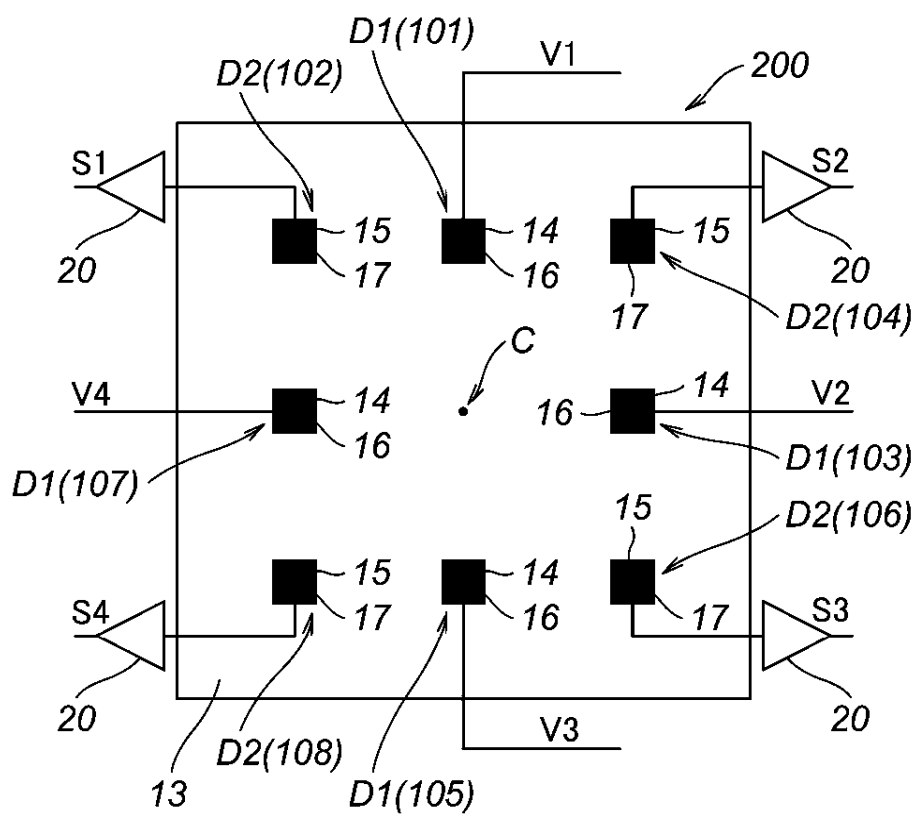 D1(101)
V1
D2(102)
200
S1
S2
15
14
15
20
17
16
17
20
D2(104)
C
V4
14
14
V2
16
16
D1(107)
D1(103)
15
D2(106)
15
14
S4
17
16
17
S3
20
20
D2(108)
V3
13
D1(105)